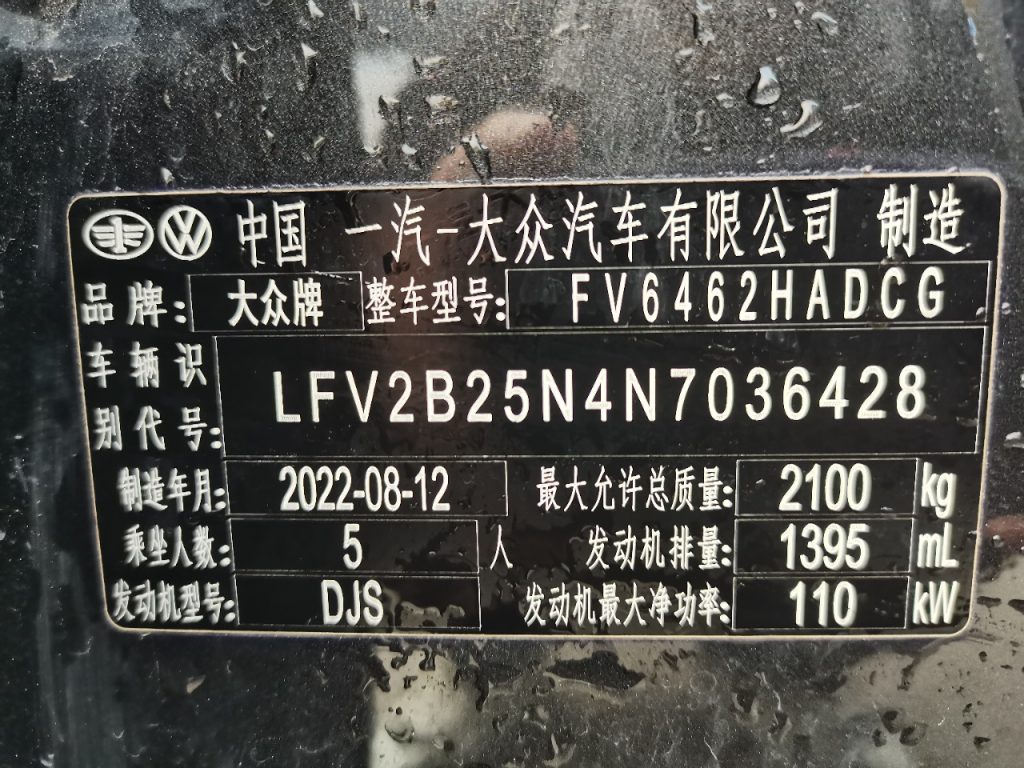 中国 一汽-大众汽车有限公司 制造
品牌: 大众牌 整车型号: FV6462HADCG
车辆识别代号: LFV2B25N4N7036428
制造年月: 2022-08-12 最大允许总质量: 2100 kg
乘坐人数: 5 人 发动机排量: 1395 mL
发动机型号: DJS 发动机最大净功率: 110 kW